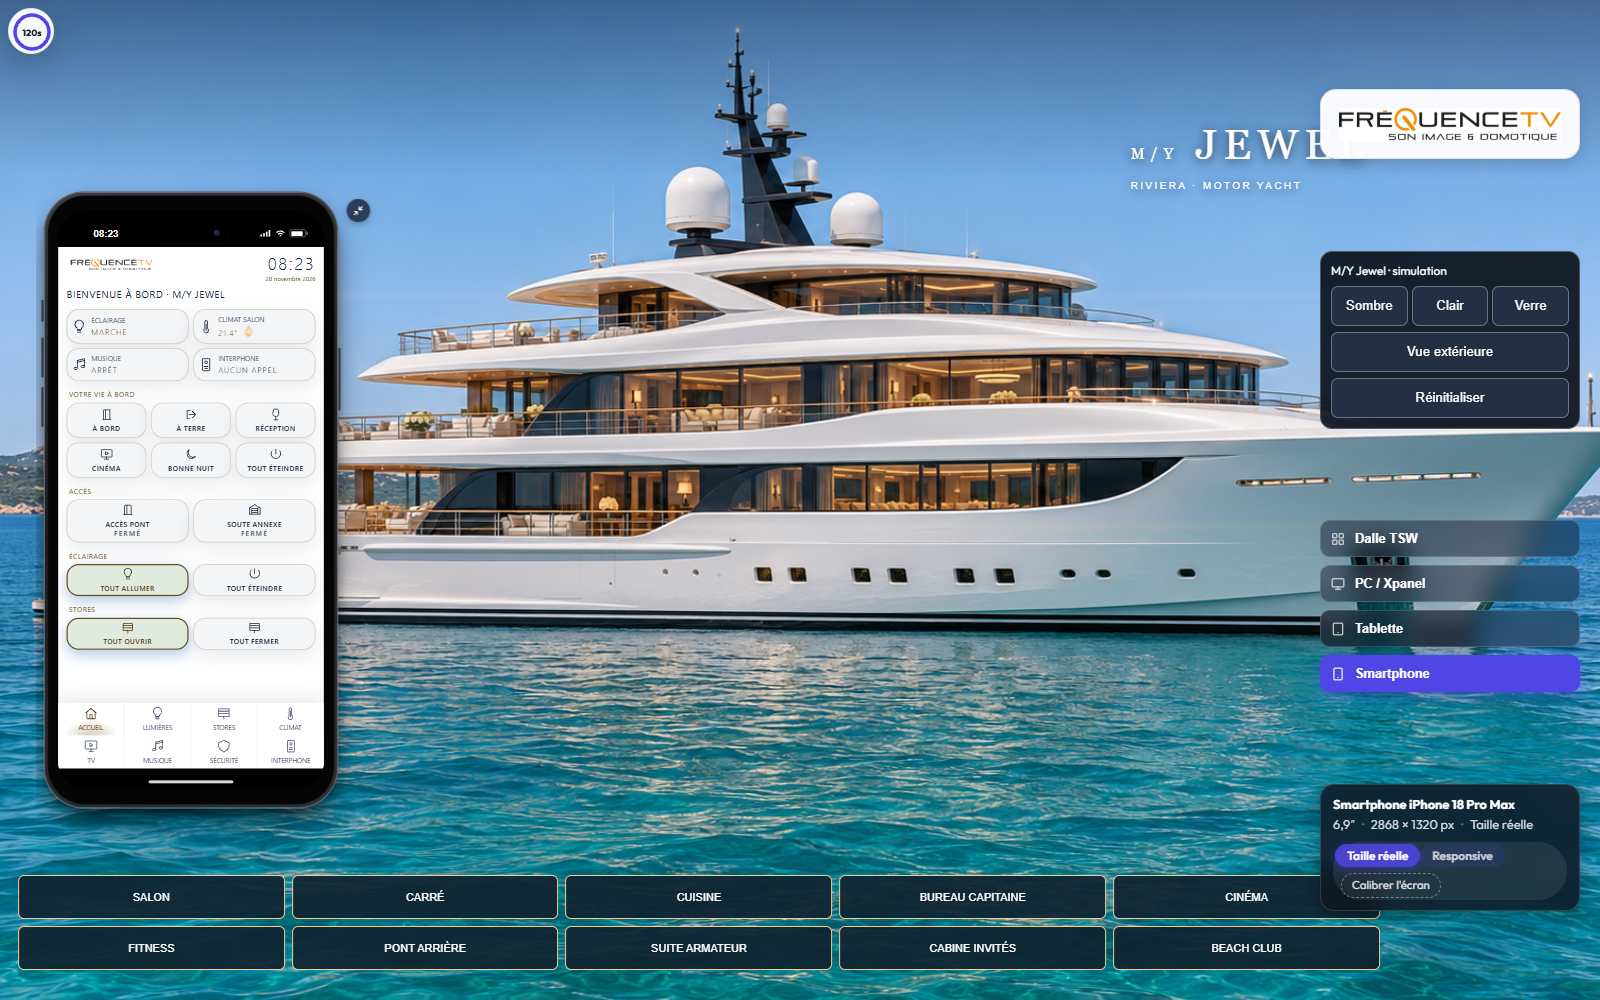 120s
M/Y JEWEL
RIVIERA · MOTOR YACHT
FRÉQUENCETV
SON IMAGE & DOMOTIQUE
08:23
FRÉQUENCETV
SON IMAGE & DOMOTIQUE
08:23
28 novembre 2026
BIENVENUE À BORD · M/Y JEWEL
ÉCLAIRAGE
MARCHE
CLIMAT SALON
21.4°
MUSIQUE
ARRÊT
INTERPHONE
AUCUN APPEL
VOTRE VIE À BORD
À BORD
À TERRE
RÉCEPTION
CINÉMA
BONNE NUIT
TOUT ÉTEINDRE
ACCÈS
ACCÈS PONT
FERMÉ
SOUTE ANNEXE
FERMÉ
ÉCLAIRAGE
TOUT ALLUMER
TOUT ÉTEINDRE
STORES
TOUT OUVRIR
TOUT FERMER
ACCUEIL
LUMIÈRES
STORES
CLIMAT
TV
MUSIQUE
SÉCURITÉ
INTERPHONE
M/Y Jewel · simulation
Sombre
Clair
Verre
Vue extérieure
Réinitialiser
Dalle TSW
PC / Xpanel
Tablette
Smartphone
Smartphone iPhone 18 Pro Max
6,9" · 2868 × 1320 px · Taille réelle
Taille réelle
Responsive
Calibrer l'écran
SALON
CARRÉ
CUISINE
BUREAU CAPITAINE
CINÉMA
FITNESS
PONT ARRIÈRE
SUITE ARMATEUR
CABINE INVITÉS
BEACH CLUB